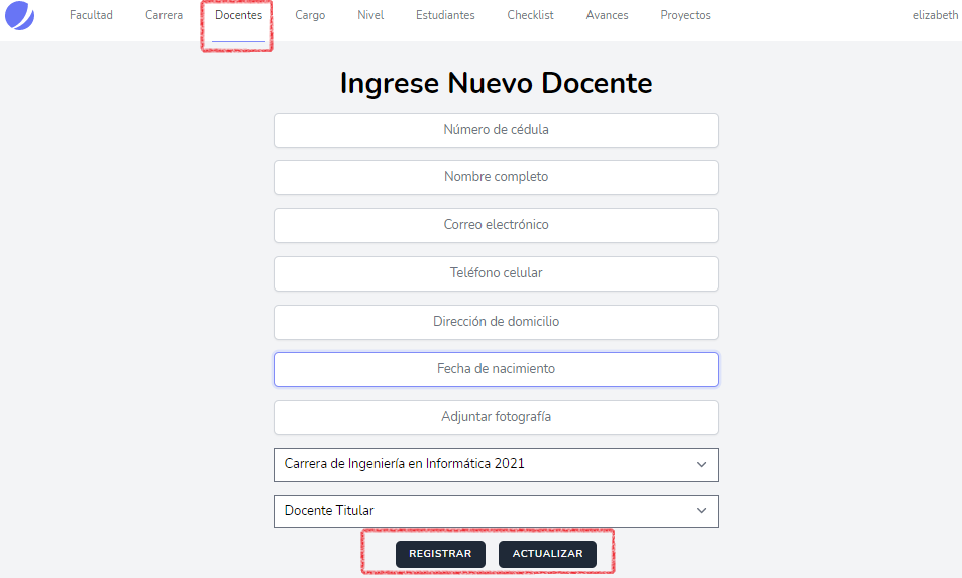 Facultad Carrera Docentes Cargo Nivel Estudiantes Checklist Avances Proyectos elizabeth
Ingrese Nuevo Docente
Número de cédula
Nombre completo
Correo electrónico
Teléfono celular
Dirección de domicilio
Fecha de nacimiento
Adjuntar fotografía
Carrera de Ingeniería en Informática 2021
Docente Titular
REGISTRAR ACTUALIZAR